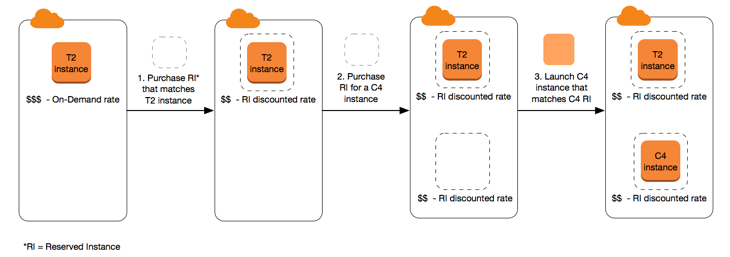 T2
instance
$$$ - On-Demand rate
1. Purchase RI*
that matches
T2 instance
T2
instance
$$ - RI discounted rate
2. Purchase
RI for a C4
instance
T2
instance
$$ - RI discounted rate
$$ - RI discounted rate
3. Launch C4
instance that
matches C4 RI
T2
instance
$$ - RI discounted rate
C4
instance
$$ - RI discounted rate
*RI = Reserved Instance